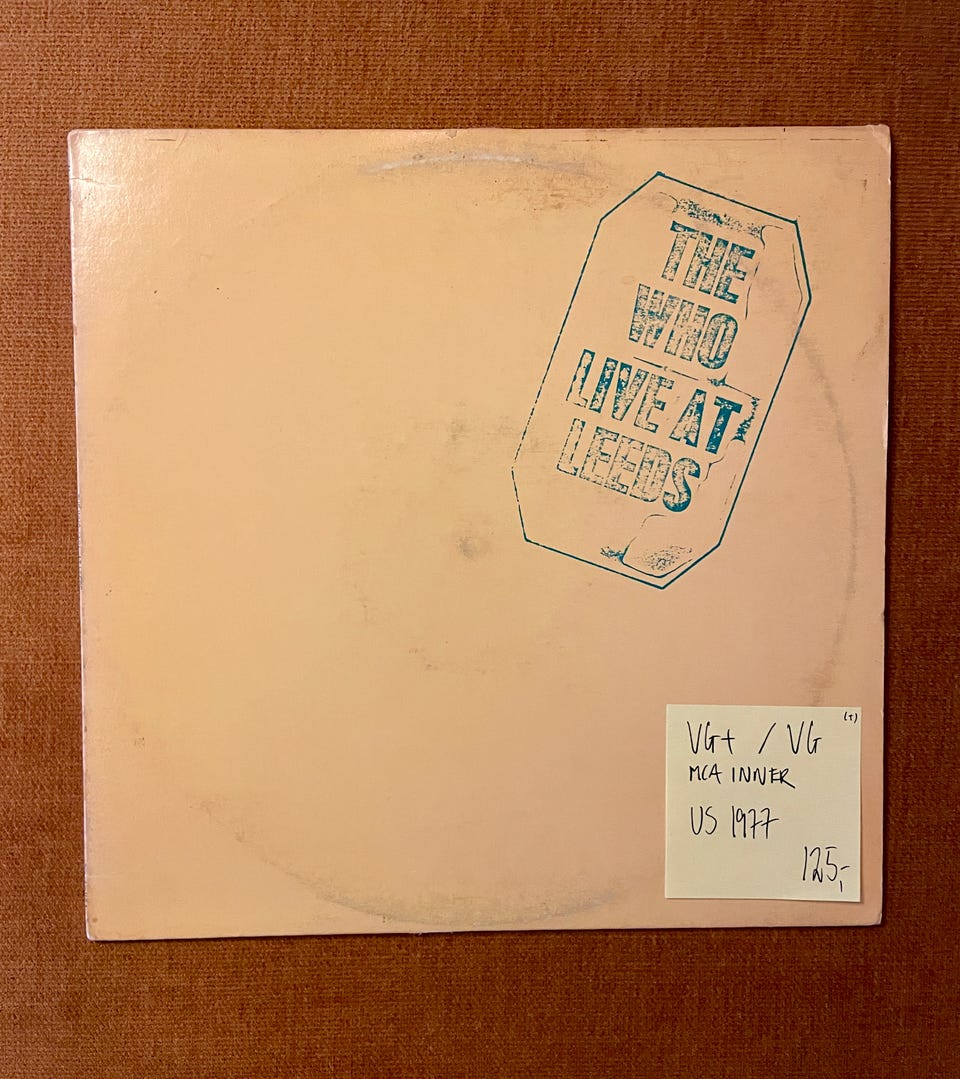 THE
WHO
LIVE AT
LEEDS
(+)
VG+ / VG
MCA INNER
US 1977
125,-